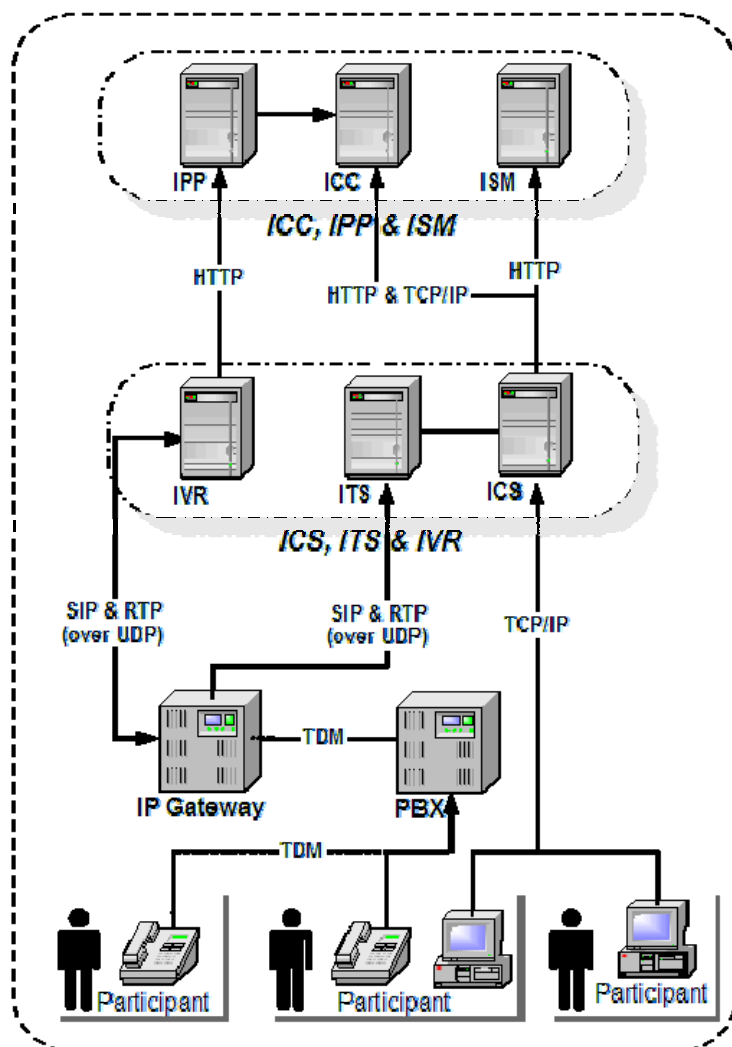 IPP
ICC
ISM
ICC, IPP & ISM
HTTP
HTTP & TCP/IP
HTTP
IVR
ITS
ICS
ICS, ITS & IVR
SIP & RTP
(over UDP)
SIP & RTP
(over UDP)
TCP/IP
TDM
IP Gateway
PBX
TDM
Participant
Participant
Participant